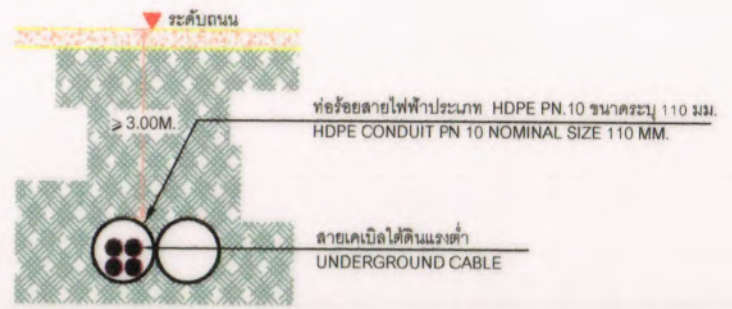 ระดับถนน
≥ 3.00M.
ท่อร้อยสายไฟฟ้าประเภท HDPE PN.10 ขนาดระบุ 110 มม.
HDPE CONDUIT PN 10 NOMINAL SIZE 110 MM.
สายเคเบิลใต้ดินแรงต่ำ
UNDERGROUND CABLE